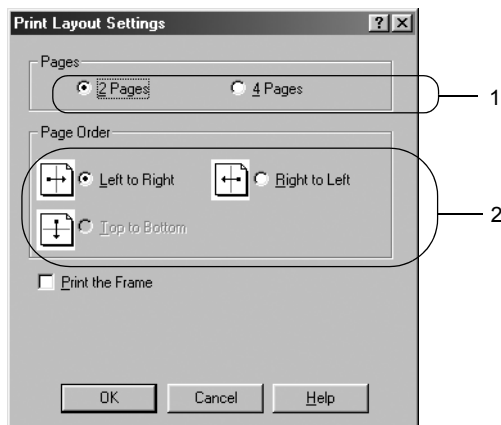 Print Layout Settings
Pages
2 Pages 4 Pages
1
Page Order
Left to Right Right to Left
2
Top to Bottom
Print the Frame
OK Cancel Help